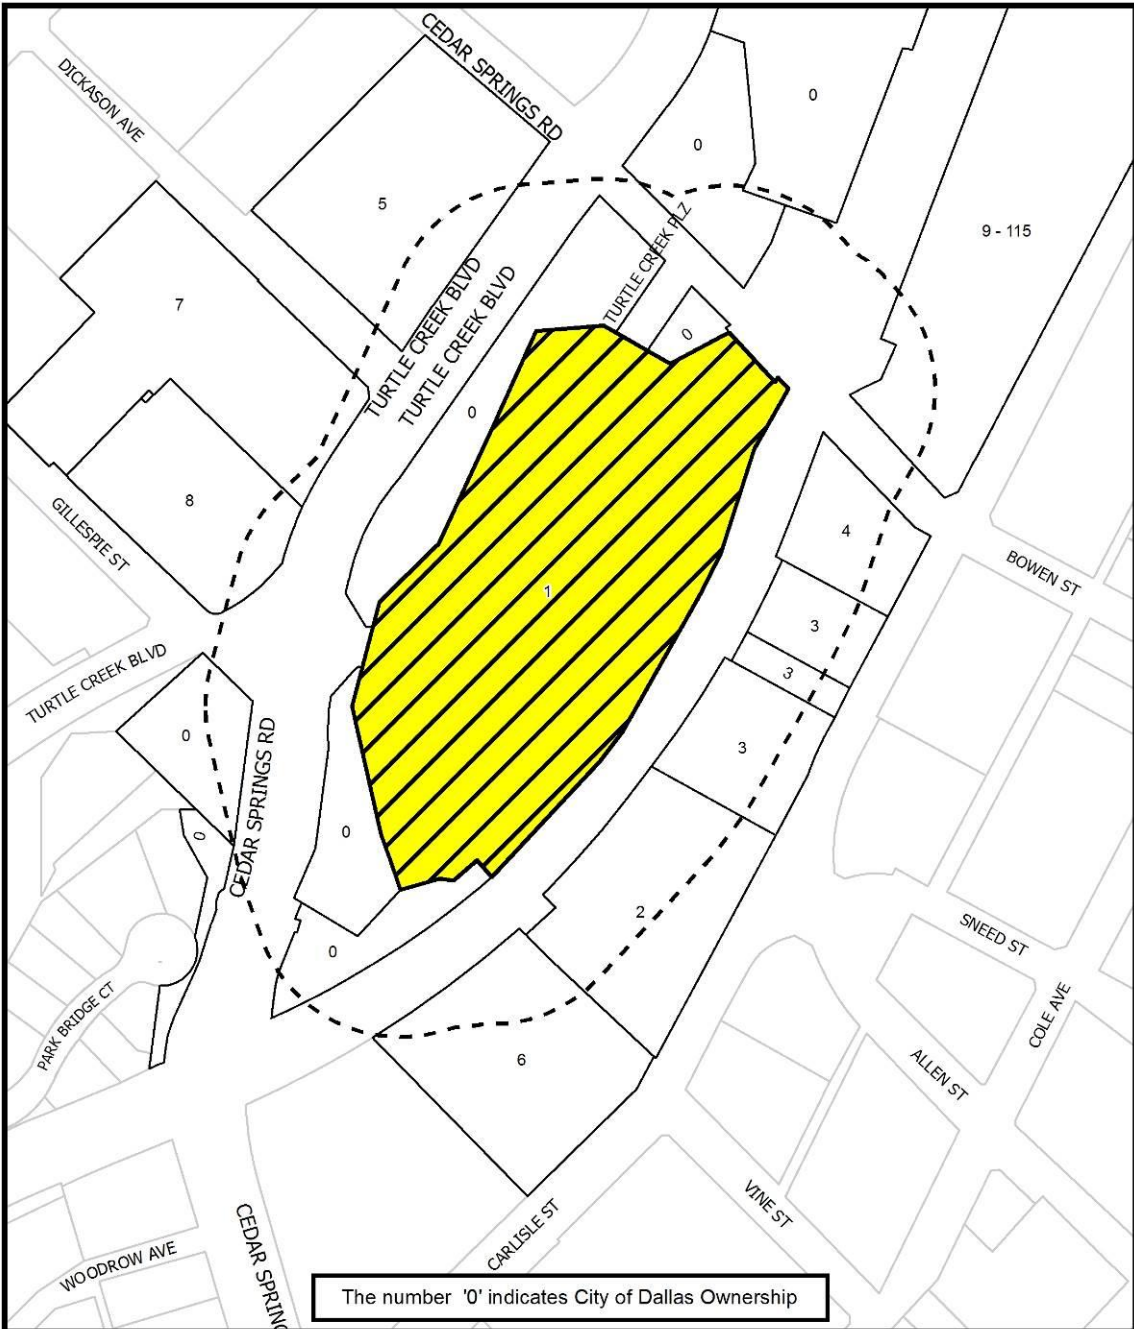 CEDAR SPRINGS RD
DICKASON AVE
0
0
5
9 - 115
TURTLE CREEK PLZ
7
TURTLE CREEK BLVD
TURTLE CREEK BLVD
0
0
8
4
GILLESPIE ST
BOWEN ST
1
3
3
TURTLE CREEK BLVD
0
3
CEDAR SPRINGS RD
0
0
2
SNEED ST
0
PARK BRIDGE CT
COLE AVE
6
ALLEN ST
VINE ST
CARLISLE ST
CEDAR SPRING
WOODROW AVE
The number '0' indicates City of Dallas Ownership